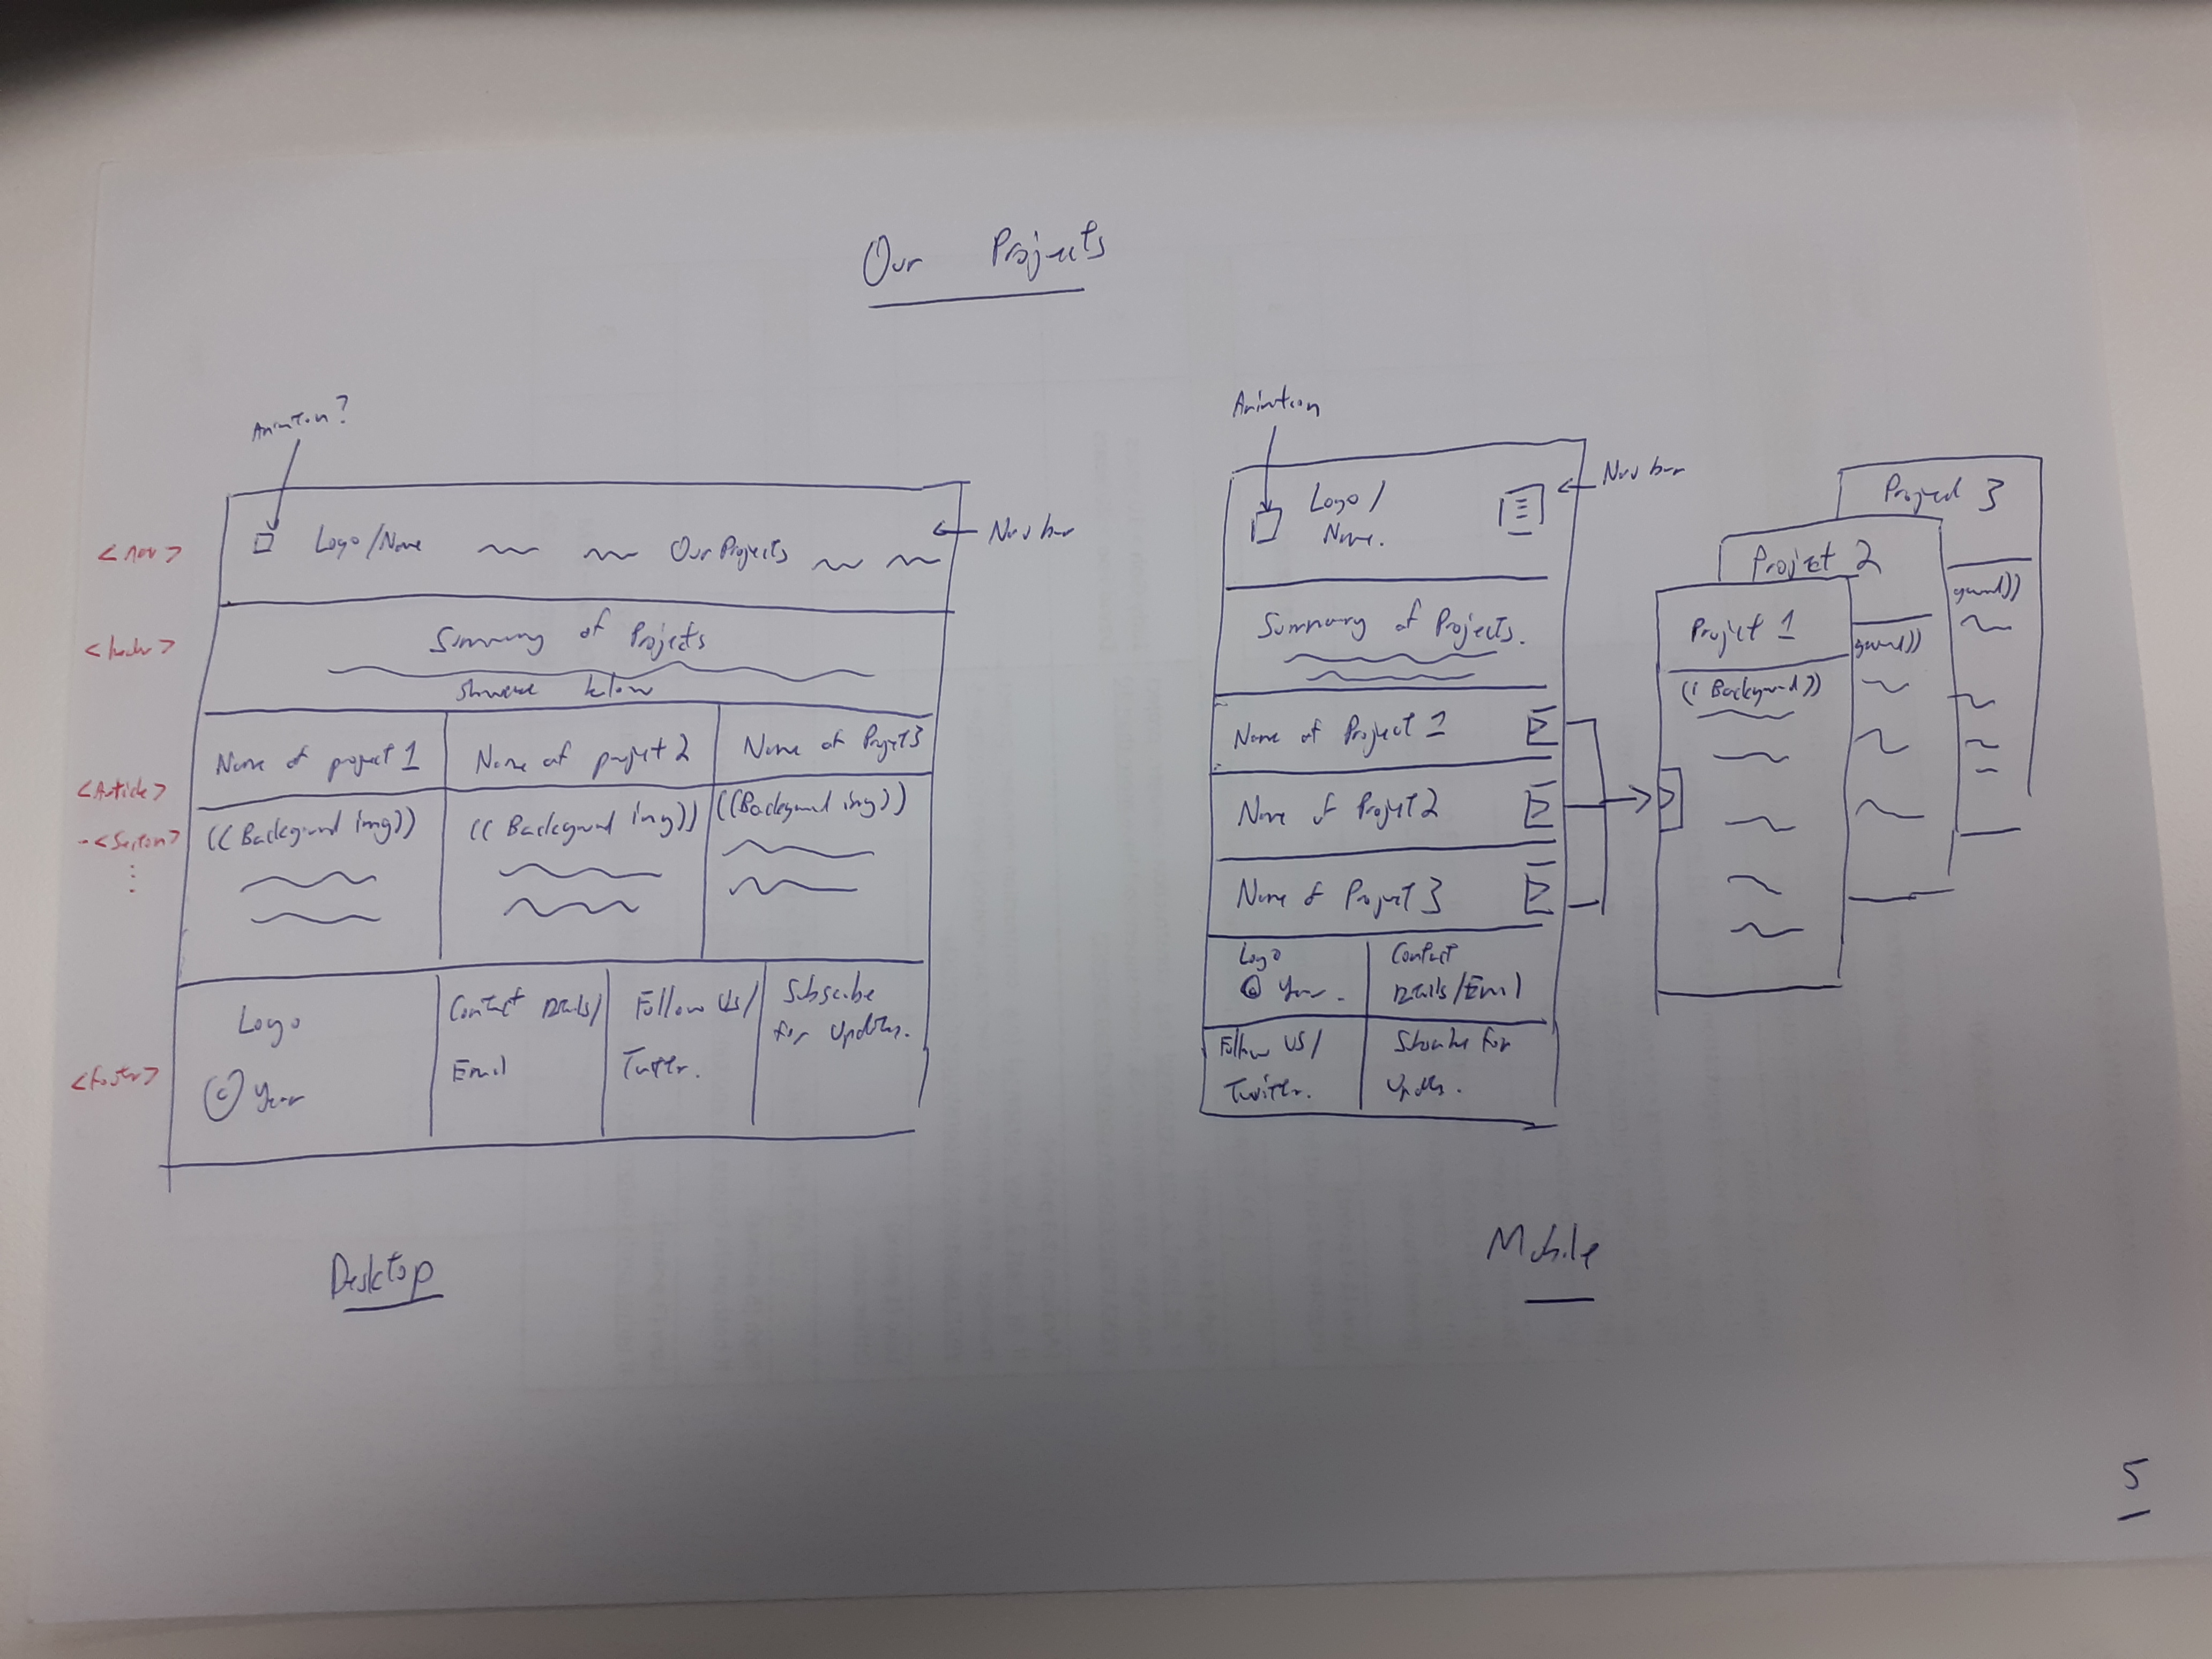 Our Projects
Animation?
<nav>
Logo/Name
Our Projects
Nav bar
<header>
Summary of Projects
Showcase below
Name of project 1
Name of project 2
Name of Project 3
<Article>
-<Section>
((Background img))
((Background img))
((Background img))
<footer>
Logo
© Year
Contact Details/
Email
Follow Us/
Twitter.
Subscribe
for updates.
Desktop
Animation
Logo/
Name.
Nav bar
Summary of Projects.
Name of Project 1
Name of Project 2
Name of Project 3
Logo
© Year.
Contact
Details/Email
Follow US/
Twitter.
Subscribe for
updates.
Project 1
((Background))
Project 2
ground))
Project 3
ground))
Mobile
5